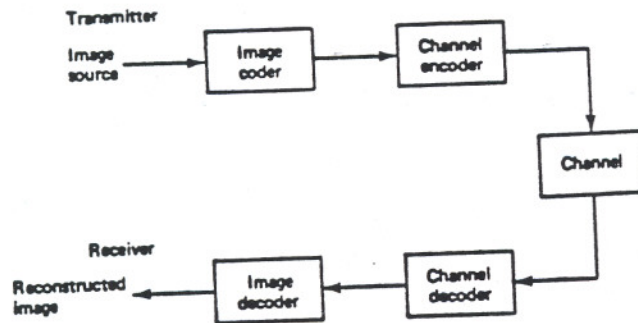 Transmitter
Image
source
Image
coder
Channel
encoder
Channel
Receiver
Reconstructed
image
Image
decoder
Channel
decoder